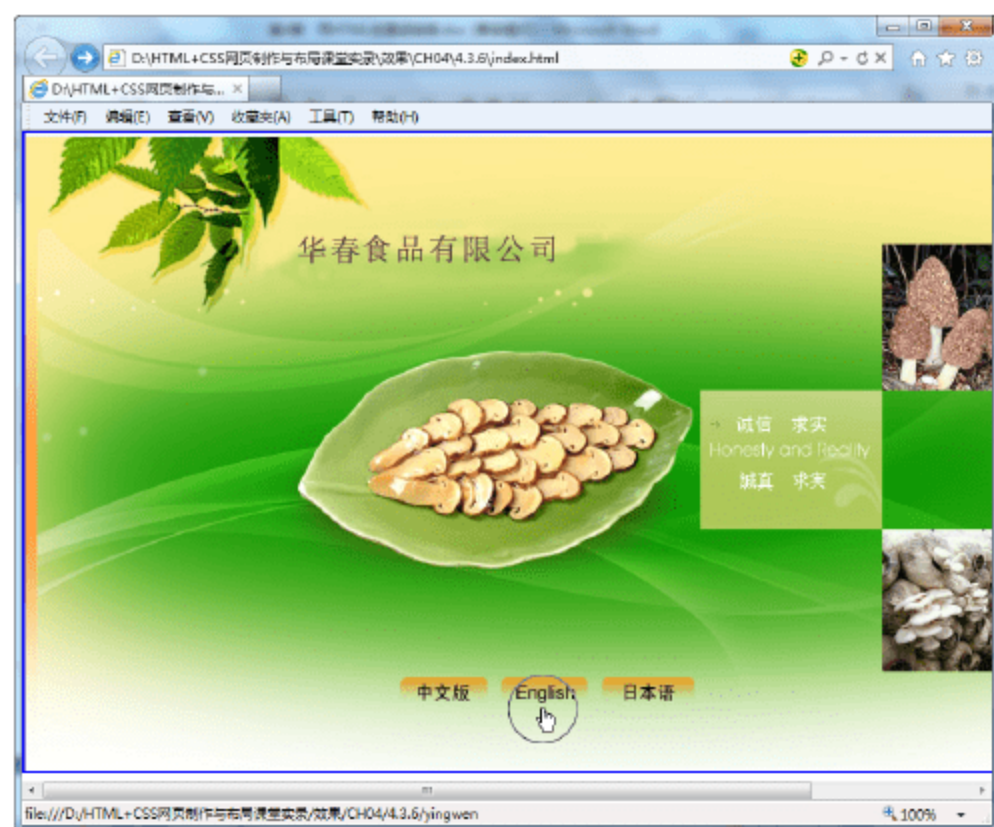 D:\HTML+CSS网页制作与布局课堂实录\效果\CH04\4.3.6\index.html
D:\HTML+CSS网页制作与...
文件(F) 编辑(E) 查看(V) 收藏夹(A) 工具(T) 帮助(H)
华春食品有限公司
诚信 求实
Honesty and Reality
诚真 求实
中文版 English 日本语
file:///D:/HTML+CSS网页制作与布局课堂实录/效果/CH04/4.3.6/yingwen
100%